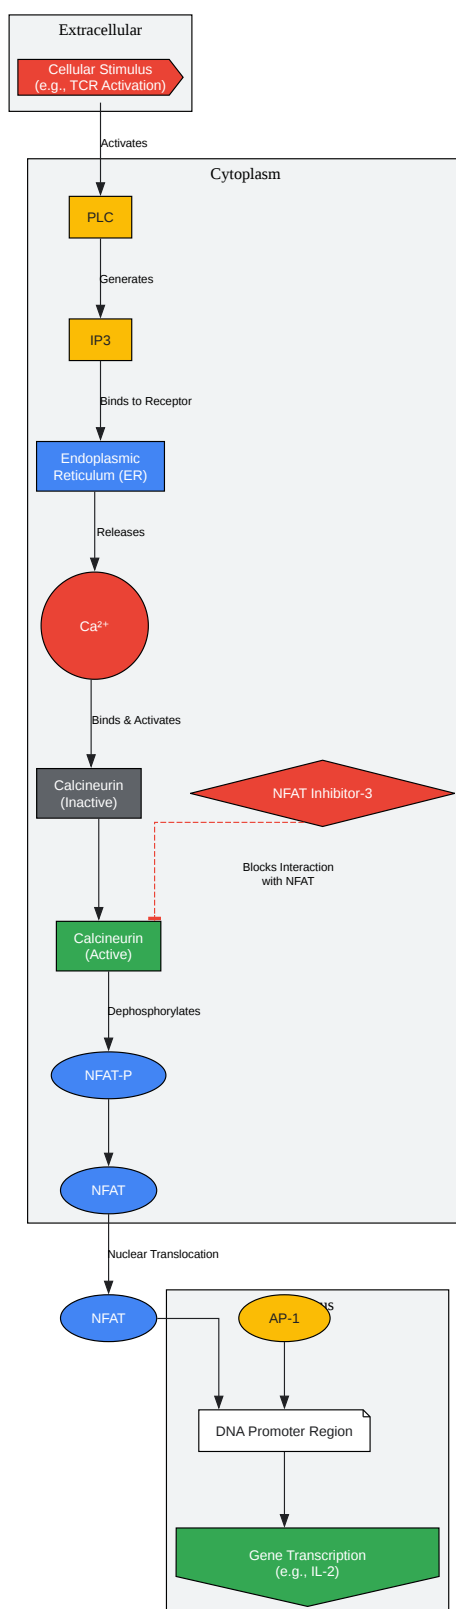 Extracellular
Cellular Stimulus
(e.g., TCR Activation)
Activates
Cytoplasm
PLC
Generates
IP3
Binds to Receptor
Endoplasmic
Reticulum (ER)
Releases
Ca²⁺
Binds & Activates
Calcineurin
(Inactive)
NFAT Inhibitor-3
Blocks Interaction
with NFAT
Calcineurin
(Active)
Dephosphorylates
NFAT-P
NFAT
Nuclear Translocation
NFAT
AP-1
DNA Promoter Region
Gene Transcription
(e.g., IL-2)